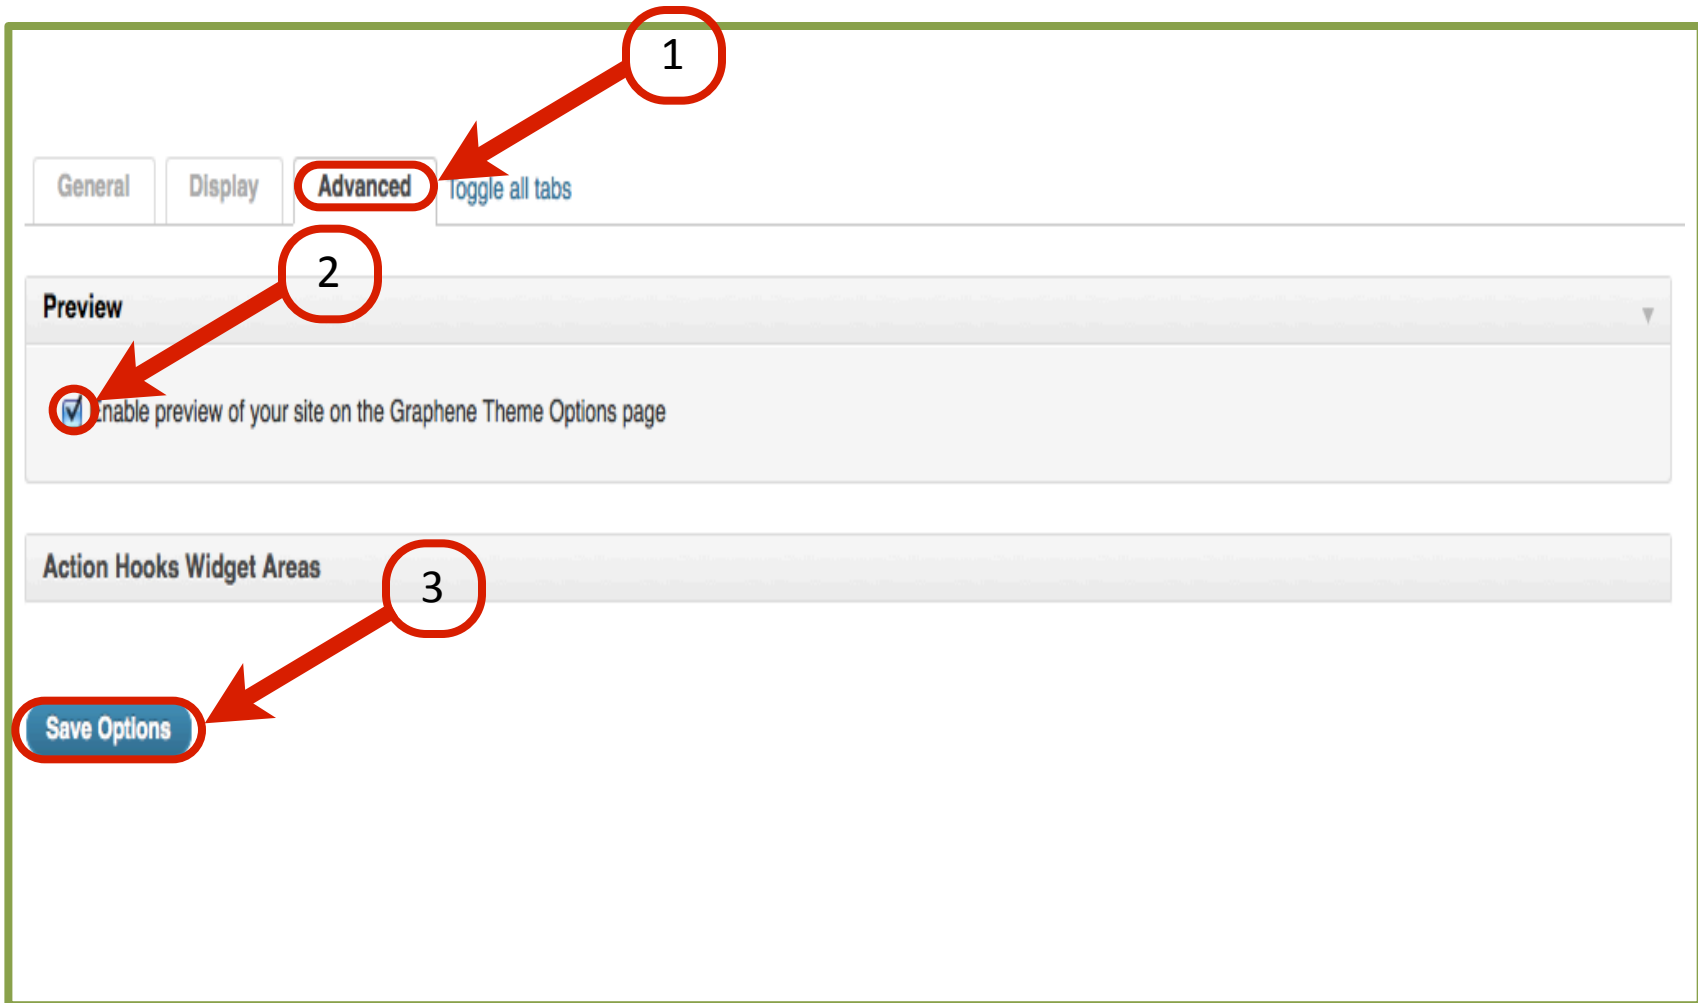 1
General Display Advanced Toggle all tabs
2
Preview
Enable preview of your site on the Graphene Theme Options page
Action Hooks Widget Areas
3
Save Options